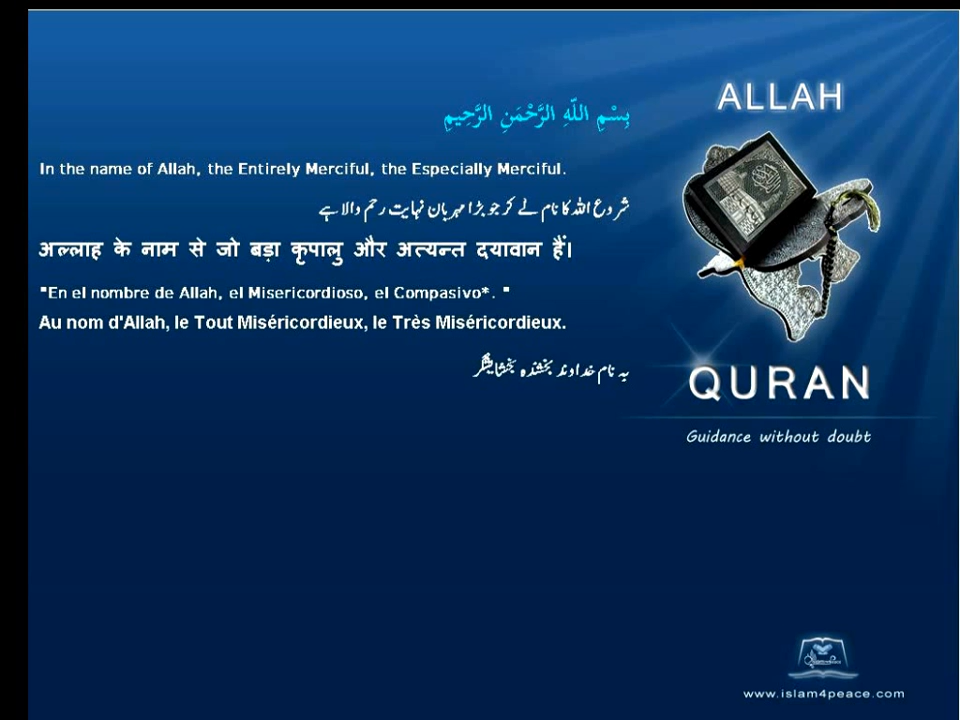 بِسْمِ اللّهِ الرَّحْمَنِ الرَّحِيمِ
In the name of Allah, the Entirely Merciful, the Especially Merciful.
شروع اللہ کا نام لے کر جو بڑا مہربان نہایت رحم والا ہے
अल्लाह के नाम से जो बड़ा कृपालु और अत्यन्त दयावान हैं।
"En el nombre de Allah, el Misericordioso, el Compasivo*. "
Au nom d'Allah, le Tout Miséricordieux, le Très Miséricordieux.
به نام خداوند بخشنده بخشایشگر
ALLAH
QURAN
Guidance without doubt
www.islam4peace.com